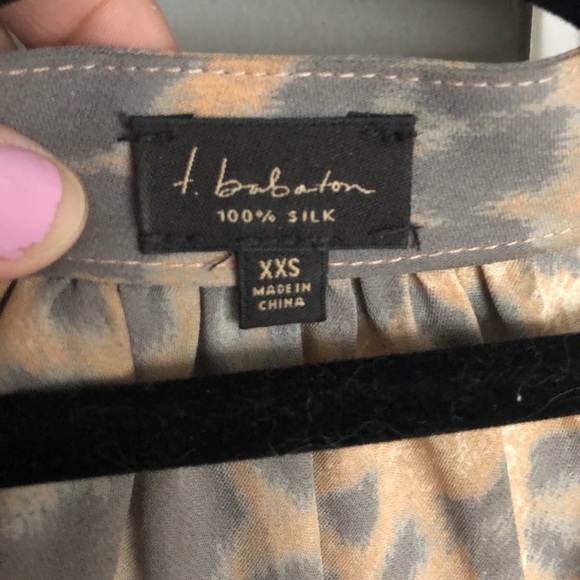 t. babaton
100% SILK
XXS
MADE IN
CHINA